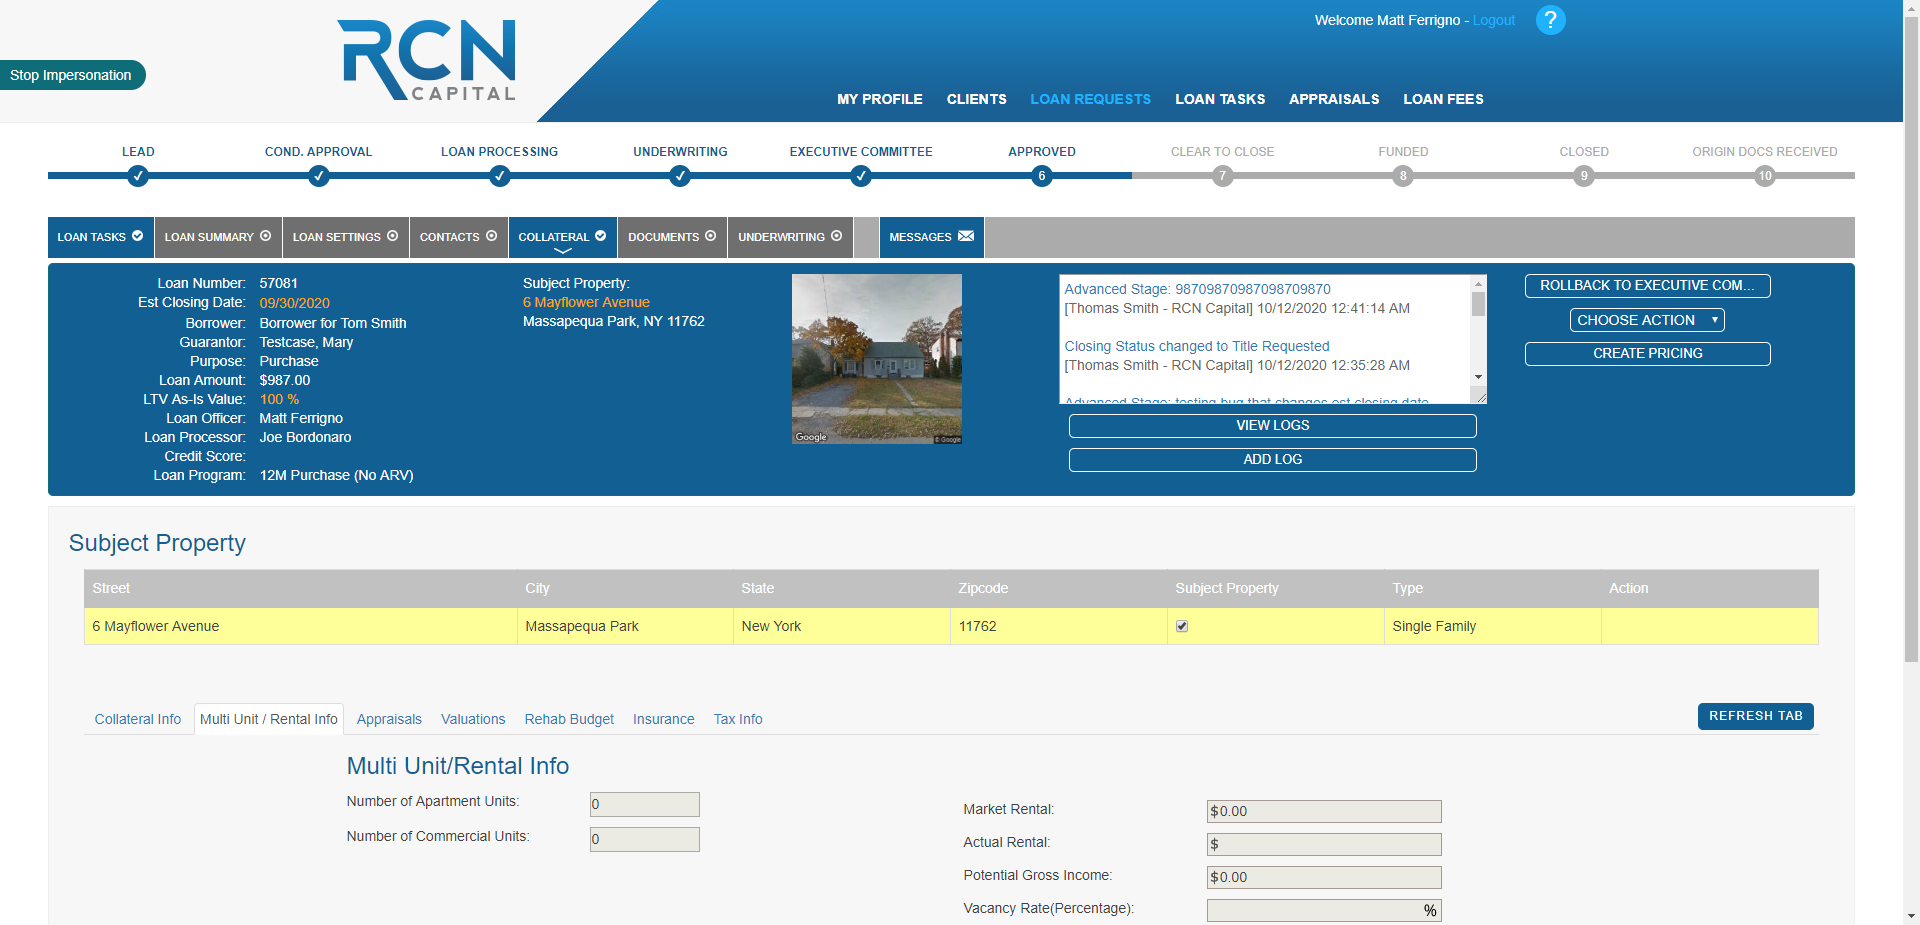 Stop Impersonation
RCN
CAPITAL
Welcome Matt Ferrigno - Logout
?
MY PROFILE CLIENTS LOAN REQUESTS LOAN TASKS APPRAISALS LOAN FEES
LEAD COND. APPROVAL LOAN PROCESSING UNDERWRITING EXECUTIVE COMMITTEE APPROVED CLEAR TO CLOSE FUNDED CLOSED ORIGIN DOCS RECEIVED
6 7 8 9 10
LOAN TASKS LOAN SUMMARY LOAN SETTINGS CONTACTS COLLATERAL DOCUMENTS UNDERWRITING MESSAGES
Loan Number: 57081
Est Closing Date: 09/30/2020
Borrower: Borrower for Tom Smith
Guarantor: Testcase, Mary
Purpose: Purchase
Loan Amount: $987.00
LTV As-Is Value: 100 %
Loan Officer: Matt Ferrigno
Loan Processor: Joe Bordonaro
Credit Score:
Loan Program: 12M Purchase (No ARV)
Subject Property:
6 Mayflower Avenue
Massapequa Park, NY 11762
Google
© Google
Advanced Stage: 98709870987098709870
[Thomas Smith - RCN Capital] 10/12/2020 12:41:14 AM
Closing Status changed to Title Requested
[Thomas Smith - RCN Capital] 10/12/2020 12:35:28 AM
Advanced Stage: testing bug that changes est closing date
VIEW LOGS
ADD LOG
ROLLBACK TO EXECUTIVE COM...
CHOOSE ACTION
CREATE PRICING
Subject Property
Street City State Zipcode Subject Property Type Action
6 Mayflower Avenue Massapequa Park New York 11762 Single Family
Collateral Info Multi Unit / Rental Info Appraisals Valuations Rehab Budget Insurance Tax Info
REFRESH TAB
Multi Unit/Rental Info
Number of Apartment Units: 0
Number of Commercial Units: 0
Market Rental: $0.00
Actual Rental: $
Potential Gross Income: $0.00
Vacancy Rate(Percentage): %